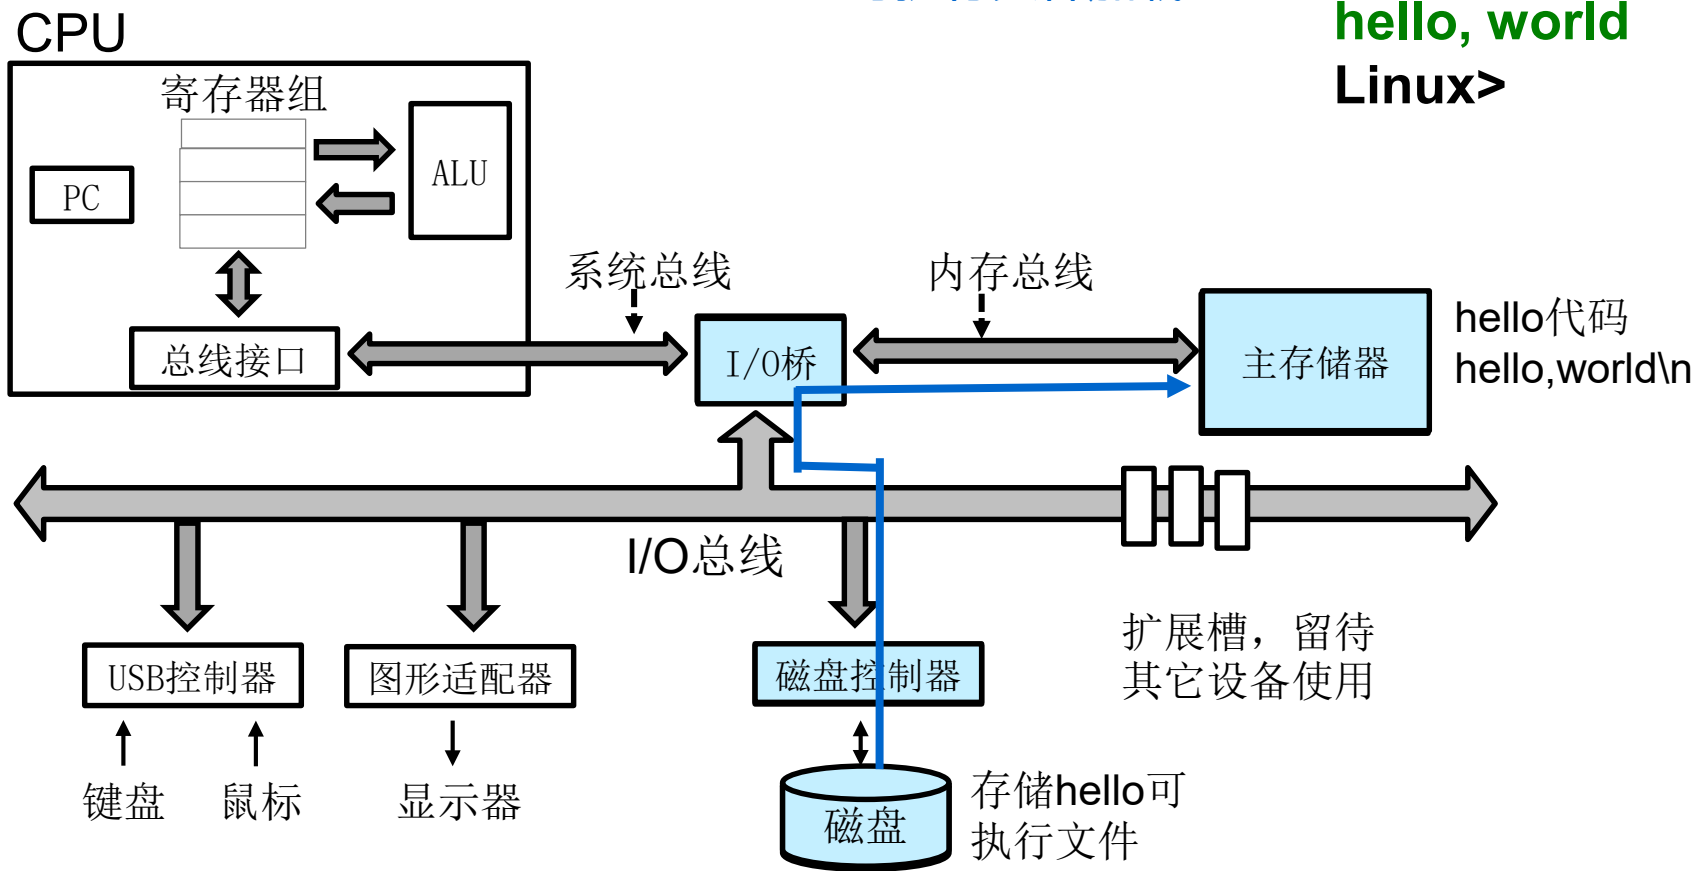 hello, world
CPU
Linux>
寄存器组
PC
ALU
系统总线
内存总线
总线接口
I/O桥
主存储器
hello代码
hello,world\n
I/O总线
USB控制器
图形适配器
磁盘控制器
扩展槽，留待
其它设备使用
键盘
鼠标
显示器
磁盘
存储hello可
执行文件